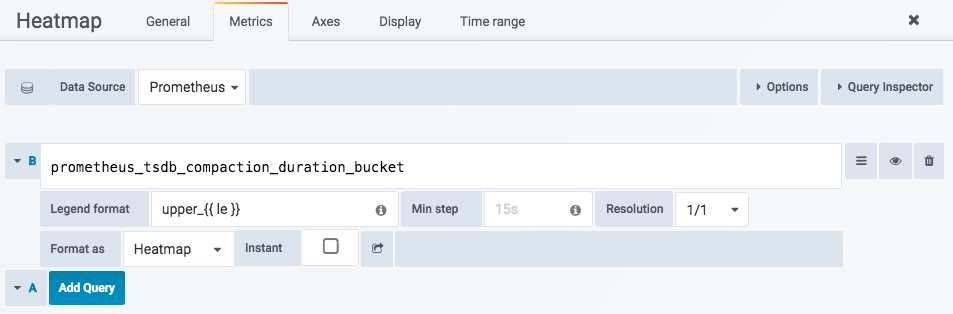 Heatmap General Metrics Axes Display Time range
Data Source Prometheus Options Query Inspector
B prometheus_tsdb_compaction_duration_bucket
Legend format upper_{{ le }} Min step 15s Resolution 1/1
Format as Heatmap Instant
A Add Query